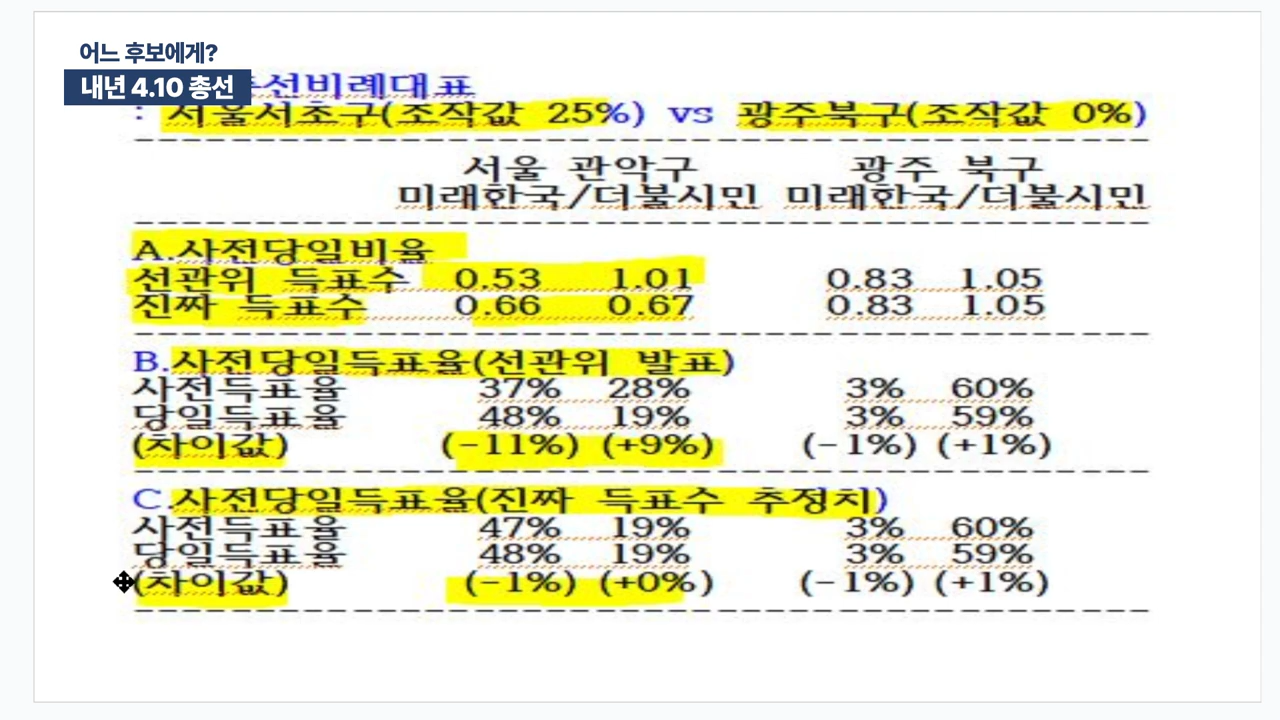 어느 후보에게?
내년 4.10 총선
총선비례대표
: 서울서초구(조작값 25%) vs 광주북구(조작값 0%)
서울 관악구 광주 북구
미래한국/더불시민 미래한국/더불시민
A.사전당일비율
선관위 득표수 0.53 1.01 0.83 1.05
진짜 득표수 0.66 0.67 0.83 1.05
B.사전당일득표율(선관위 발표)
사전득표율 37% 28% 3% 60%
당일득표율 48% 19% 3% 59%
(차이값) (-11%) (+9%) (-1%) (+1%)
C.사전당일득표율(진짜 득표수 추정치)
사전득표율 47% 19% 3% 60%
당일득표율 48% 19% 3% 59%
(차이값) (-1%) (+0%) (-1%) (+1%)